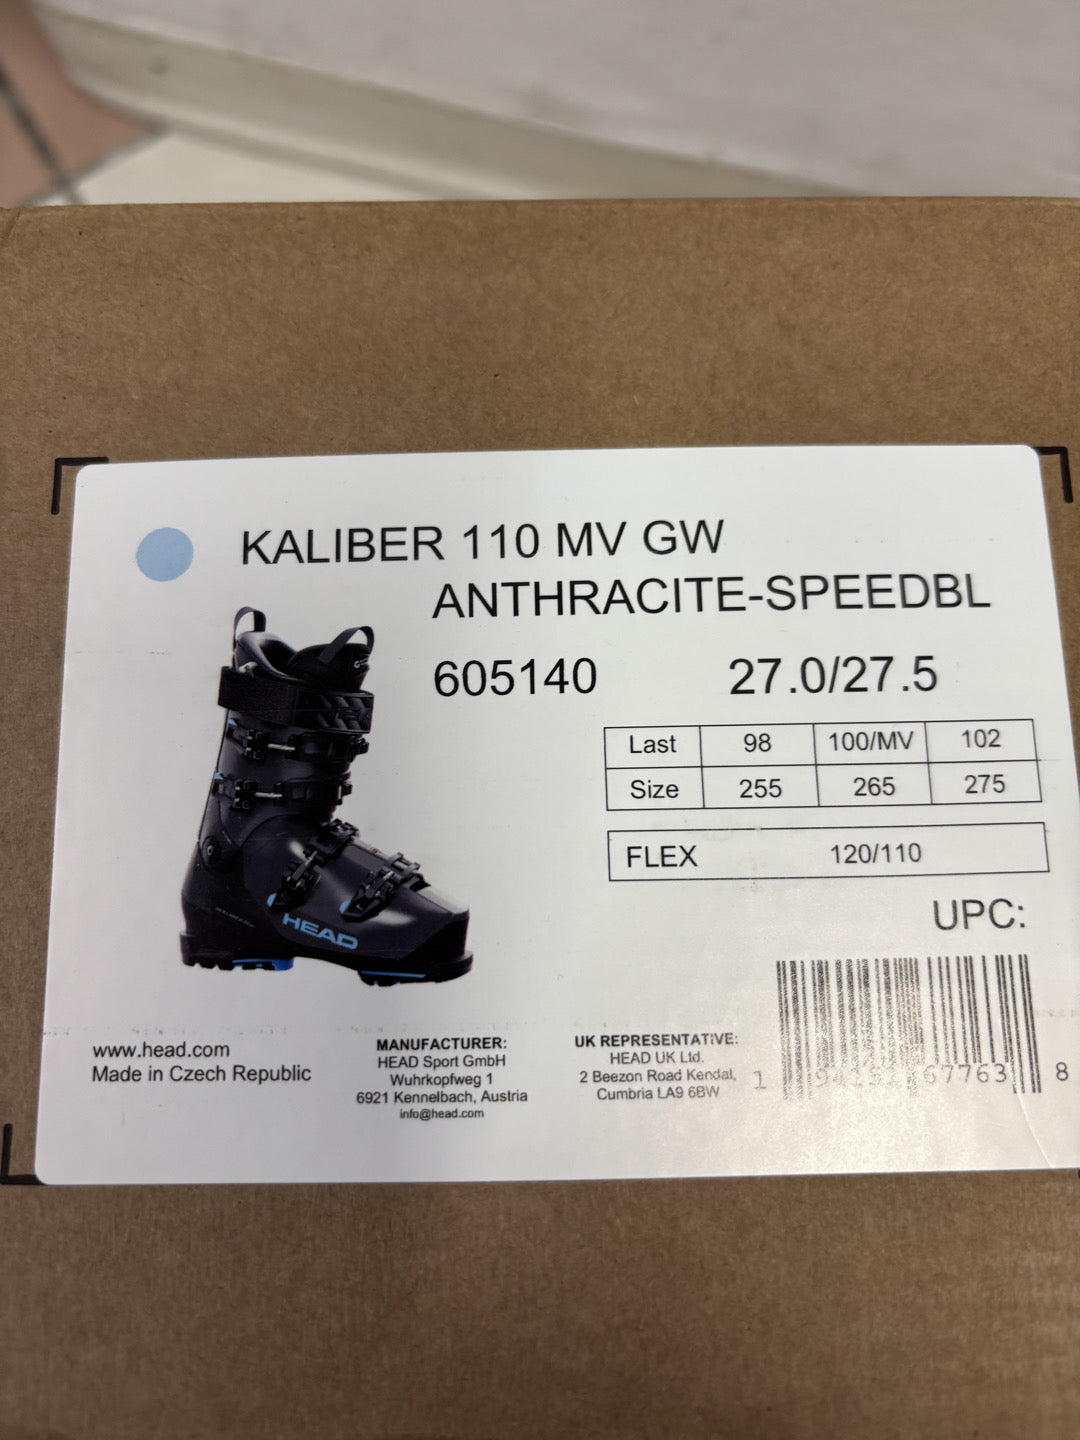 KALIBER 110 MV GW
ANTHRACITE-SPEEDBL
605140 27.0/27.5
Last 98 100/MV 102
Size 255 265 275
FLEX 120/110
HEAD
UPC:
www.head.com
Made in Czech Republic
MANUFACTURER:
HEAD Sport GmbH
Wuhrkopfweg 1
6921 Kennelbach, Austria
info@head.com
UK REPRESENTATIVE:
HEAD UK Ltd.
2 Beezon Road Kendal,
Cumbria LA9 6BW
1 67763 8